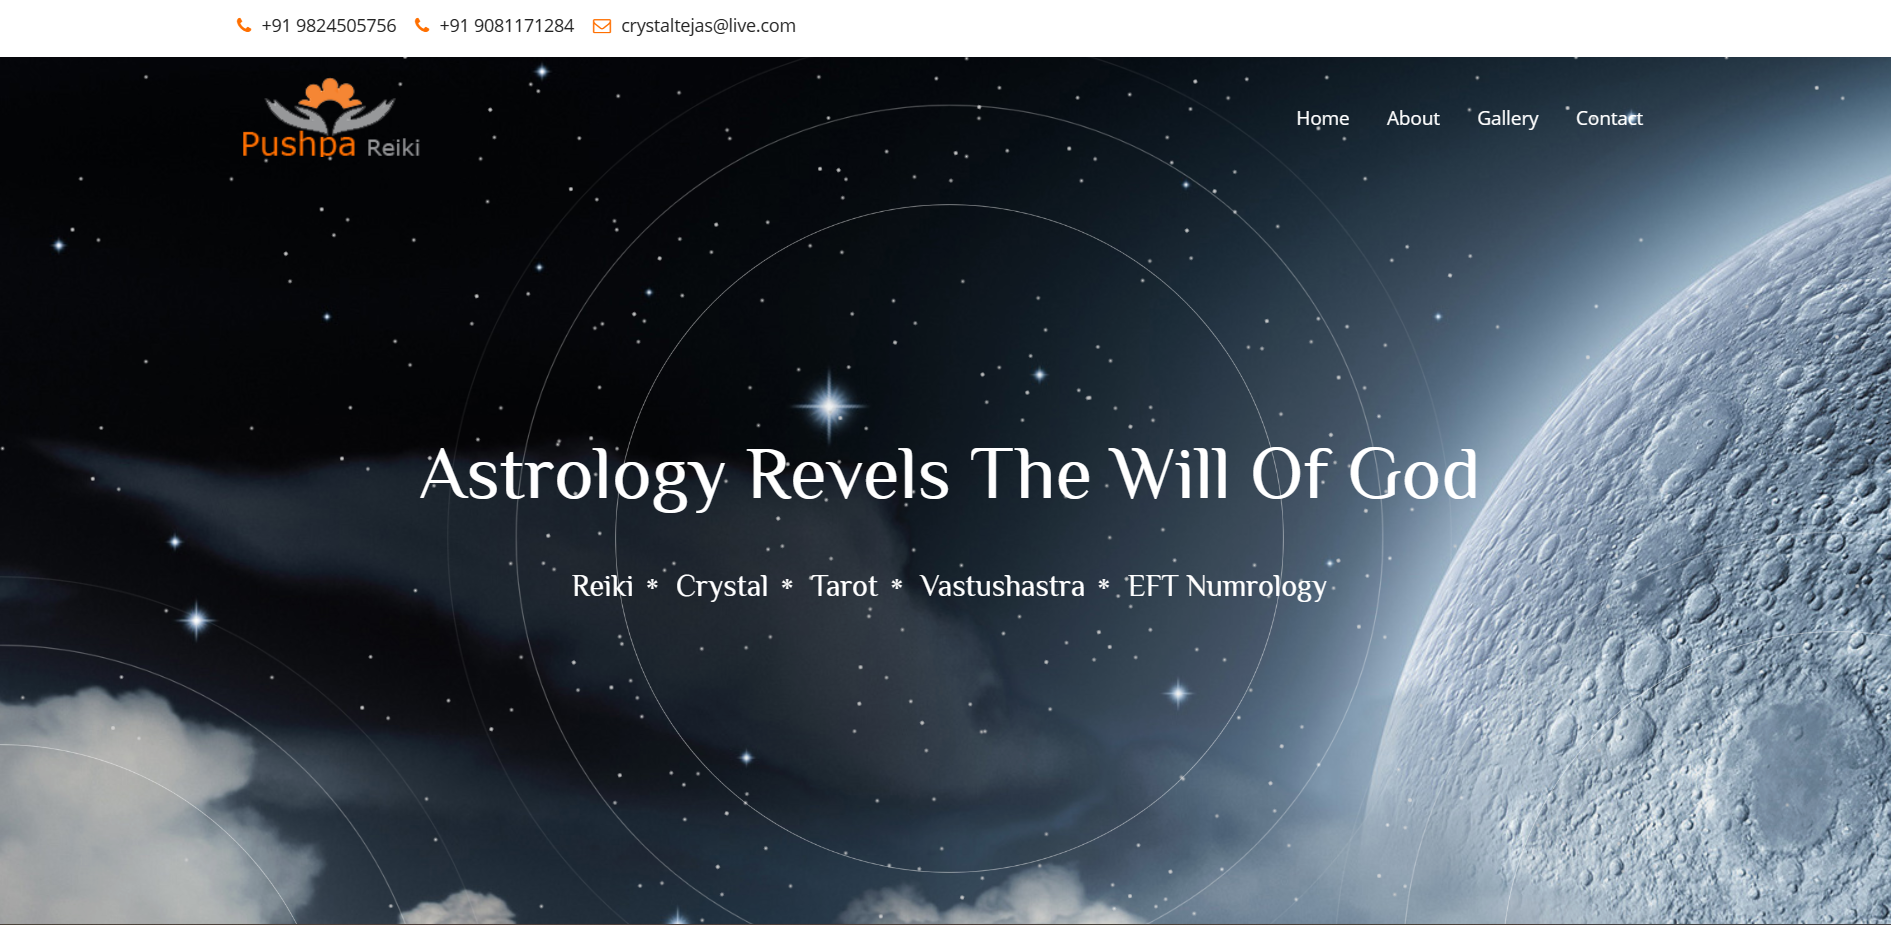 +91 9824505756 +91 9081171284 crystaltejas@live.com
Pushpa Reiki
Home About Gallery Contact
Astrology Revels The Will Of God
Reiki * Crystal * Tarot * Vastushastra * EFT Numrology